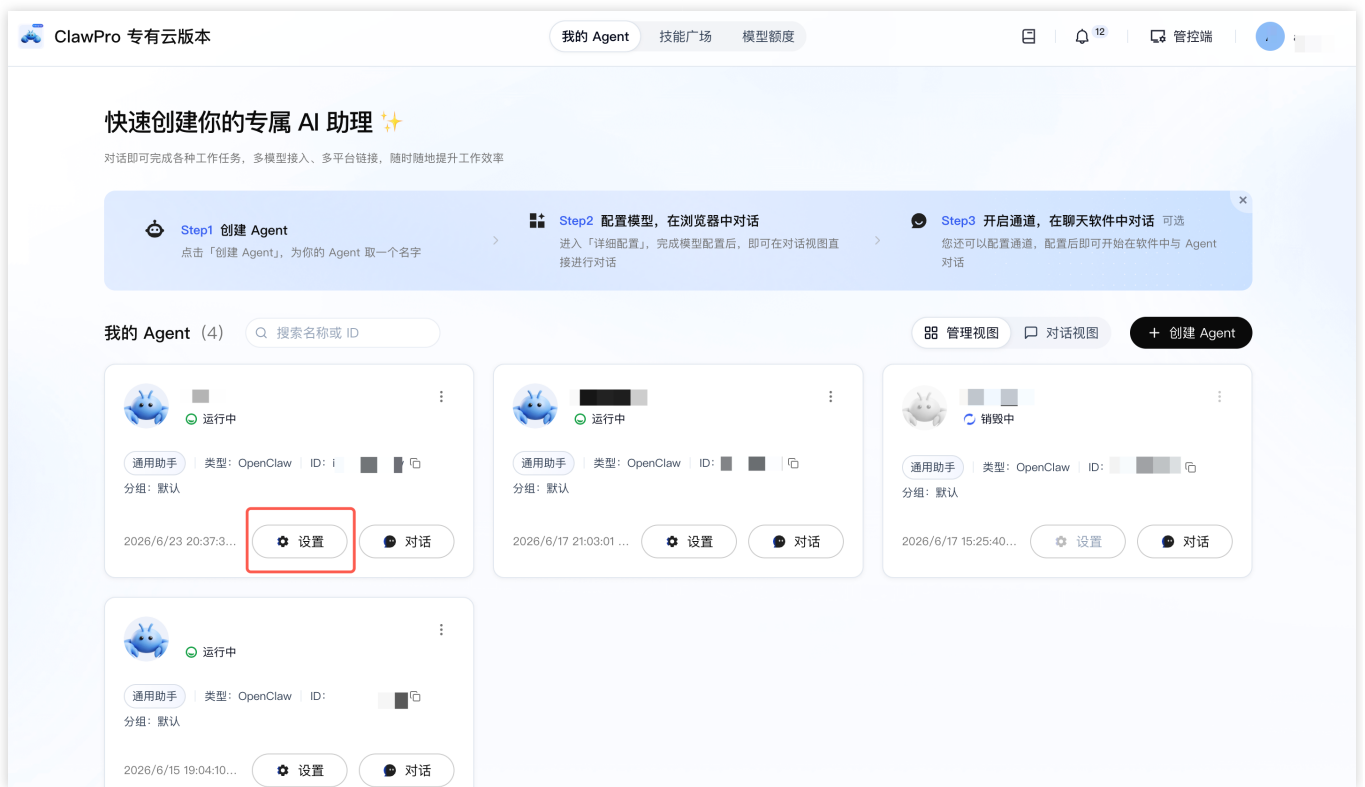 ClawPro 专有云版本
我的 Agent 技能广场 模型额度
12 管控端
快速创建你的专属 AI 助理 ✨
对话即可完成各种工作任务，多模型接入、多平台链接，随时随地提升工作效率
Step1 创建 Agent
点击「创建 Agent」，为你的 Agent 取一个名字
Step2 配置模型，在浏览器中对话
进入「详细配置」，完成模型配置后，即可在对话视图直
接进行对话
Step3 开启通道，在聊天软件中对话 可选
您还可以配置通道，配置后即可开始在软件中与 Agent
对话
我的 Agent (4) 搜索名称或 ID 管理视图 对话视图 + 创建 Agent
运行中
通用助手 类型：OpenClaw ID: i
分组：默认
2026/6/23 20:37:3... 设置 对话
运行中
通用助手 类型：OpenClaw ID:
分组：默认
2026/6/17 21:03:01 ... 设置 对话
销毁中
通用助手 类型：OpenClaw ID:
分组：默认
2026/6/17 15:25:40... 设置 对话
运行中
通用助手 类型：OpenClaw ID:
分组：默认
2026/6/15 19:04:10... 设置 对话